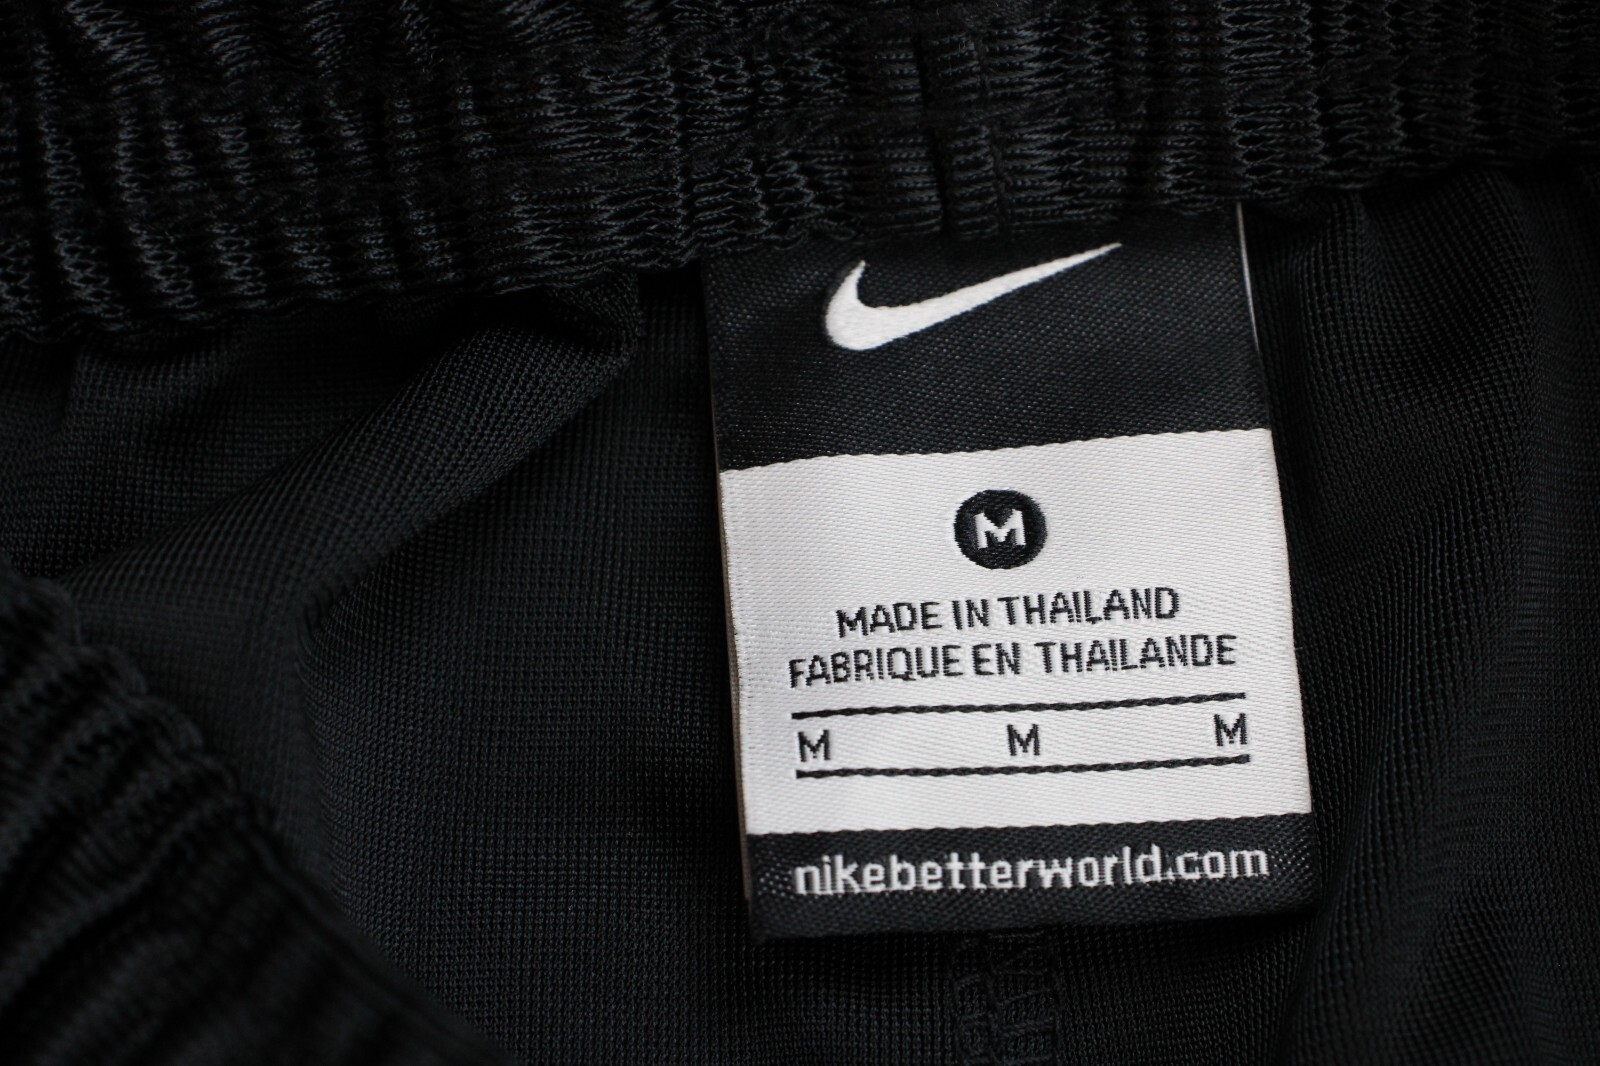 M
MADE IN THAILAND
FABRIQUE EN THAILANDE
M M M
nikebetterworld.com